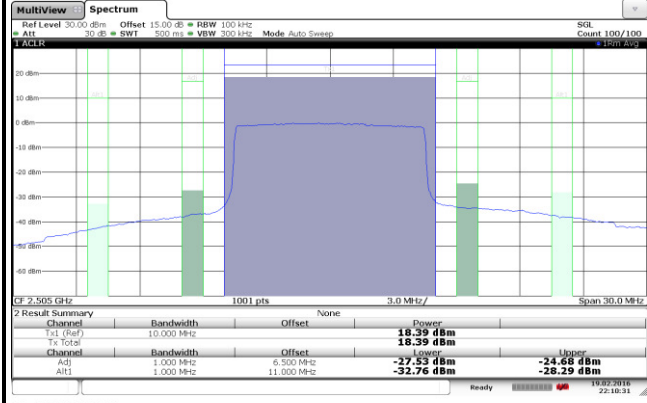 MultiView Spectrum
Ref Level 30.00 dBm Offset 15.00 dB RBW 100 kHz SGL
Att 30 dB SWT 500 ms VBW 300 kHz Mode Auto Sweep Count 100/100
1 ACLR 1Rm Avg
20 dBm
10 dBm
0 dBm
-10 dBm
-20 dBm
-30 dBm
-40 dBm
-50 dBm
-60 dBm
CF 2.505 GHz 1001 pts 3.0 MHz/ Span 30.0 MHz
2 Result Summary None
Channel Bandwidth Offset Power
Tx1 (Ref) 10.000 MHz 18.39 dBm
Tx Total 18.39 dBm
Channel Bandwidth Offset Lower Upper
Adj 1.000 MHz 6.500 MHz -27.53 dBm -24.68 dBm
Alt1 1.000 MHz 11.000 MHz -32.76 dBm -28.29 dBm
Ready 19.02.2016
22:10:31